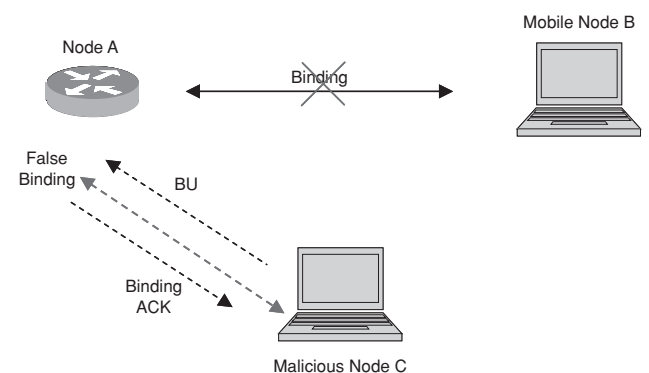 Mobile Node B
Node A
Binding
False
Binding
BU
Binding
ACK
Malicious Node C